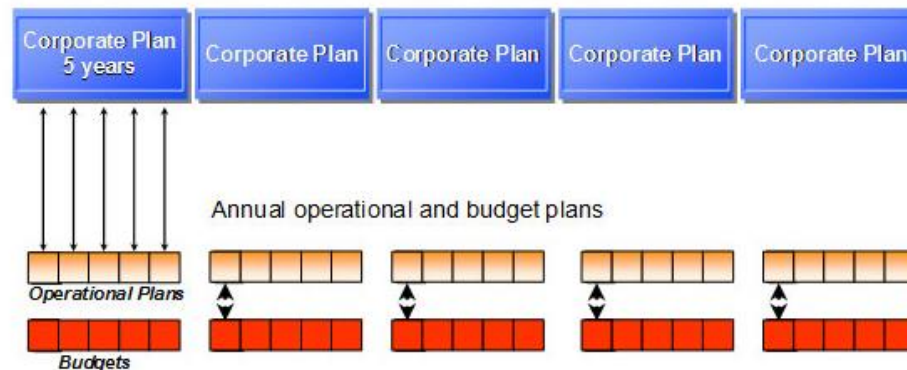 Corporate Plan
5 years
Corporate Plan
Corporate Plan
Corporate Plan
Corporate Plan
Annual operational and budget plans
Operational Plans
Budgets